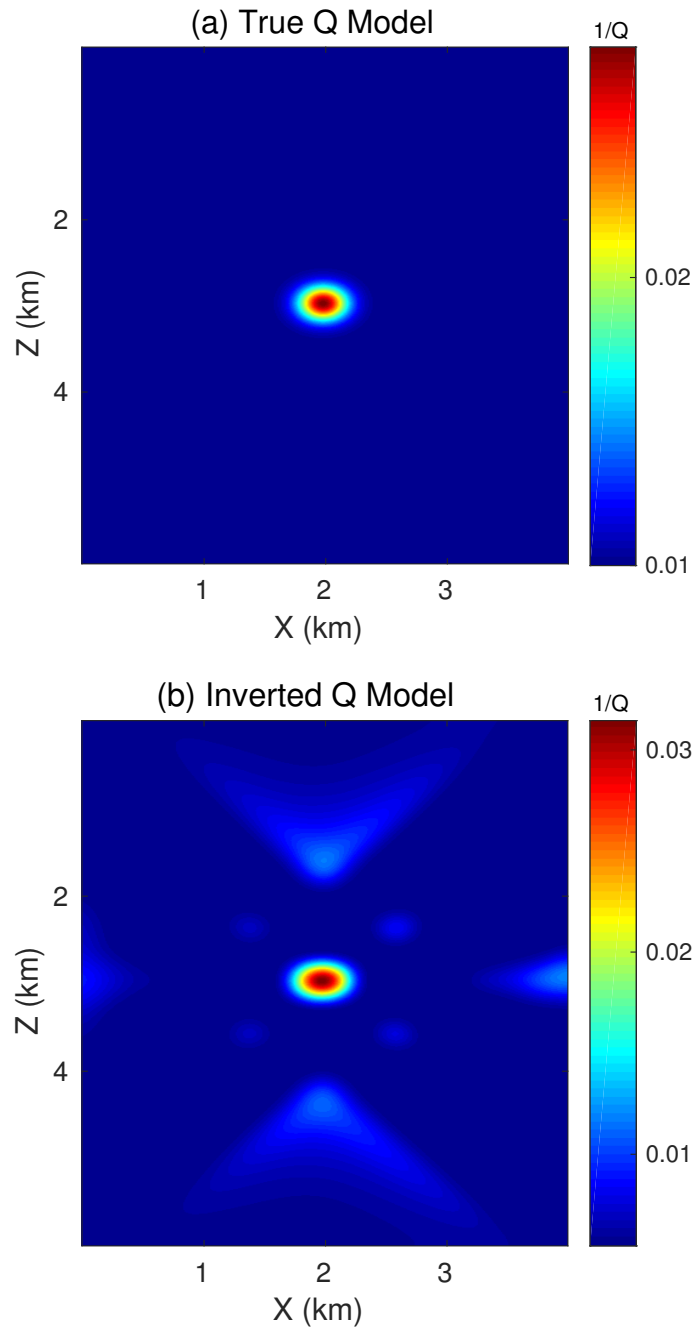 (a) True Q Model
1/Q
2
4
Z (km)
0.02
0.01
1
2
3
X (km)
(b) Inverted Q Model
1/Q
2
4
Z (km)
0.03
0.02
0.01
1
2
3
X (km)